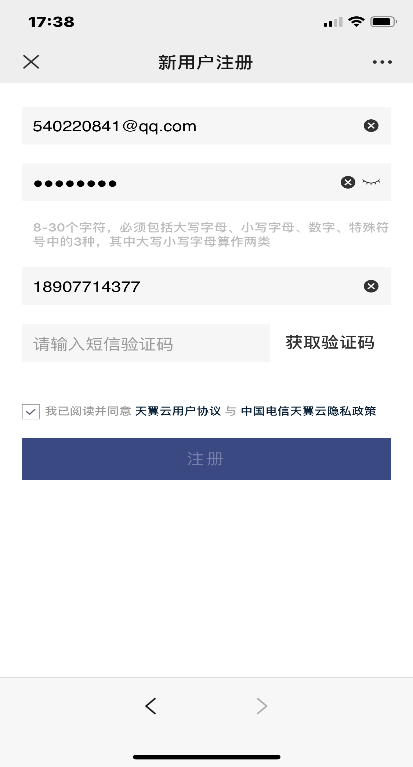 17:38
新用户注册
540220841@qq.com
●●●●●●●●
8-30个字符，必须包括大写字母、小写字母、数字、特殊符
号中的3种，其中大写小写字母算作两类
18907714377
请输入短信验证码
获取验证码
我已阅读并同意 天翼云用户协议 与 中国电信天翼云隐私政策
注册